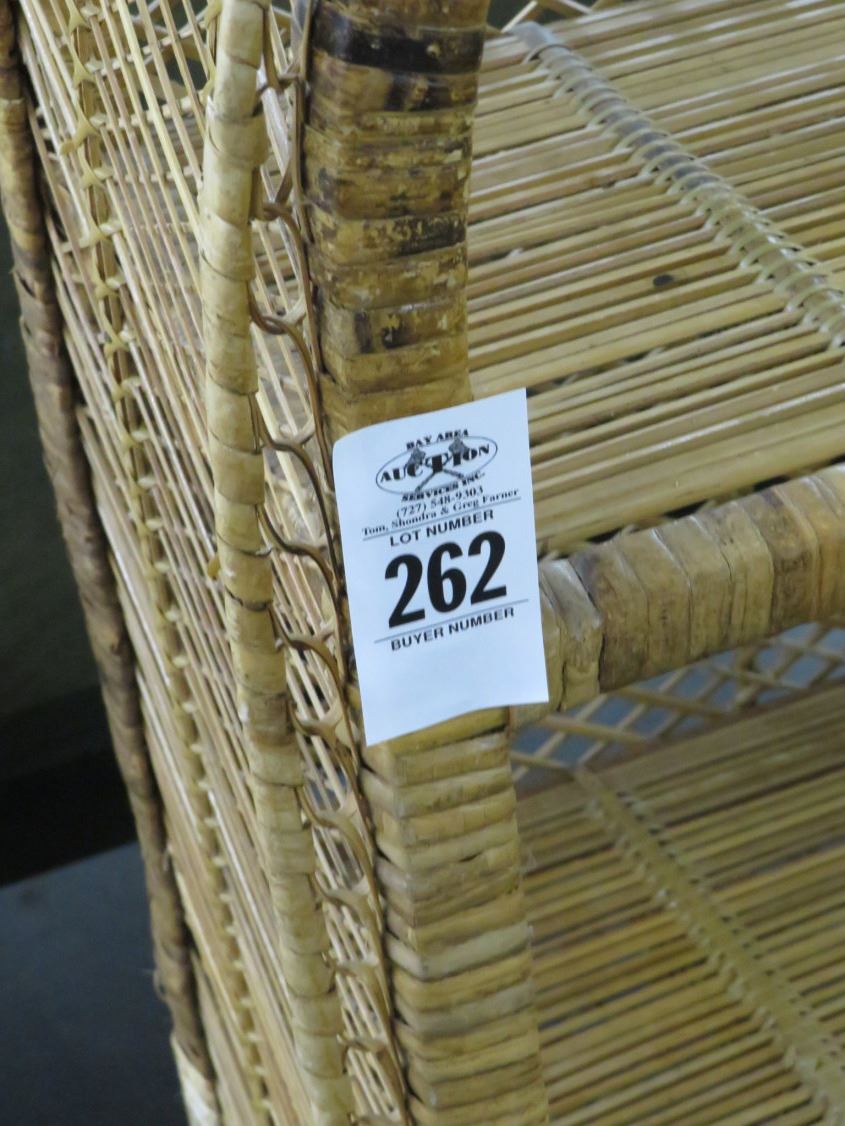 BAY AREA
AUCTION
SERVICES INC.
(727) 548-9303
Tom, Shondra & Greg Farner
LOT NUMBER
262
BUYER NUMBER